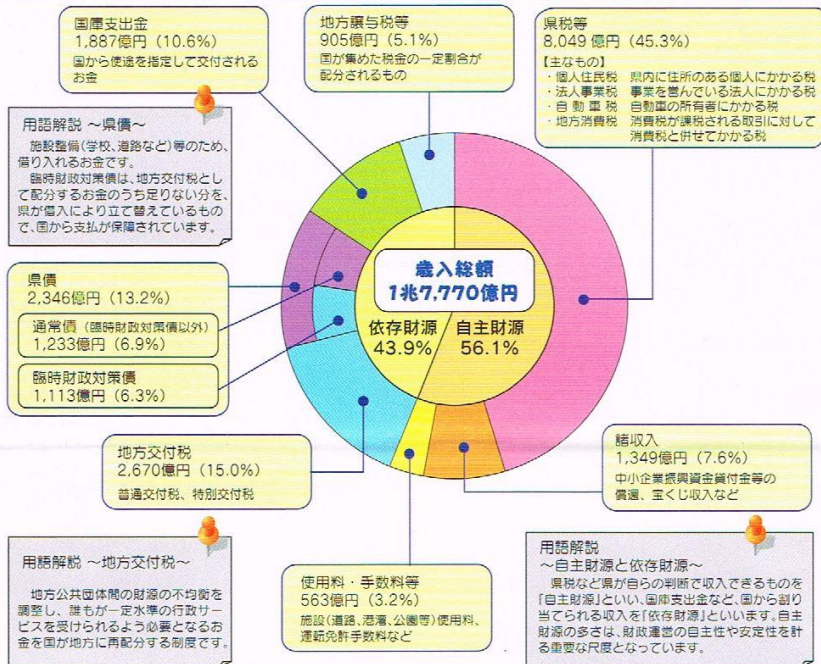 国庫支出金
1,887億円（10.6%）
国から使途を指定して交付される
お金
地方譲与税等
905億円（5.1%）
国が集めた税金の一定割合が
配分されるもの
県税等
8,049億円（45.3%）
【主なもの】
・個人住民税　県内に住所のある個人にかかる税
・法人事業税　事業を営んでいる法人にかかる税
・自動車税　自動車の所有者にかかる税
・地方消費税　消費税が課税される取引に対して
消費税と併せてかかる税
用語解説 ～県債～
施設整備（学校、道路など）等のため、
借り入れるお金です。
臨時財政対策債は、地方交付税とし
て配分するお金のうち足りない分を、
県が借入により立て替えているもの
で、国から支払が保障されています。
歳入総額
1兆7,770億円
依存財源
43.9%
自主財源
56.1%
県債
2,346億円（13.2%）
通常債（臨時財政対策債以外）
1,233億円（6.9%）
臨時財政対策債
1,113億円（6.3%）
地方交付税
2,670億円（15.0%）
普通交付税、特別交付税
諸収入
1,349億円（7.6%）
中小企業振興資金貸付金等の
償還、宝くじ収入など
用語解説 ～地方交付税～
地方公共団体間の財源の不均衡を
調整し、誰もが一定水準の行政サー
ビスを受けられるよう必要となるお
金を国が地方に再配分する制度です。
使用料・手数料等
563億円（3.2%）
施設（道路、港湾、公園等）使用料、
運転免許手数料など
用語解説
～自主財源と依存財源～
県税など県が自らの判断で収入できるものを
「自主財源」といい、国庫支出金など、国から割り
当てられる収入を「依存財源」といいます。自主
財源の多さは、財政運営の自主性や安定性を計
る重要な尺度となっています。